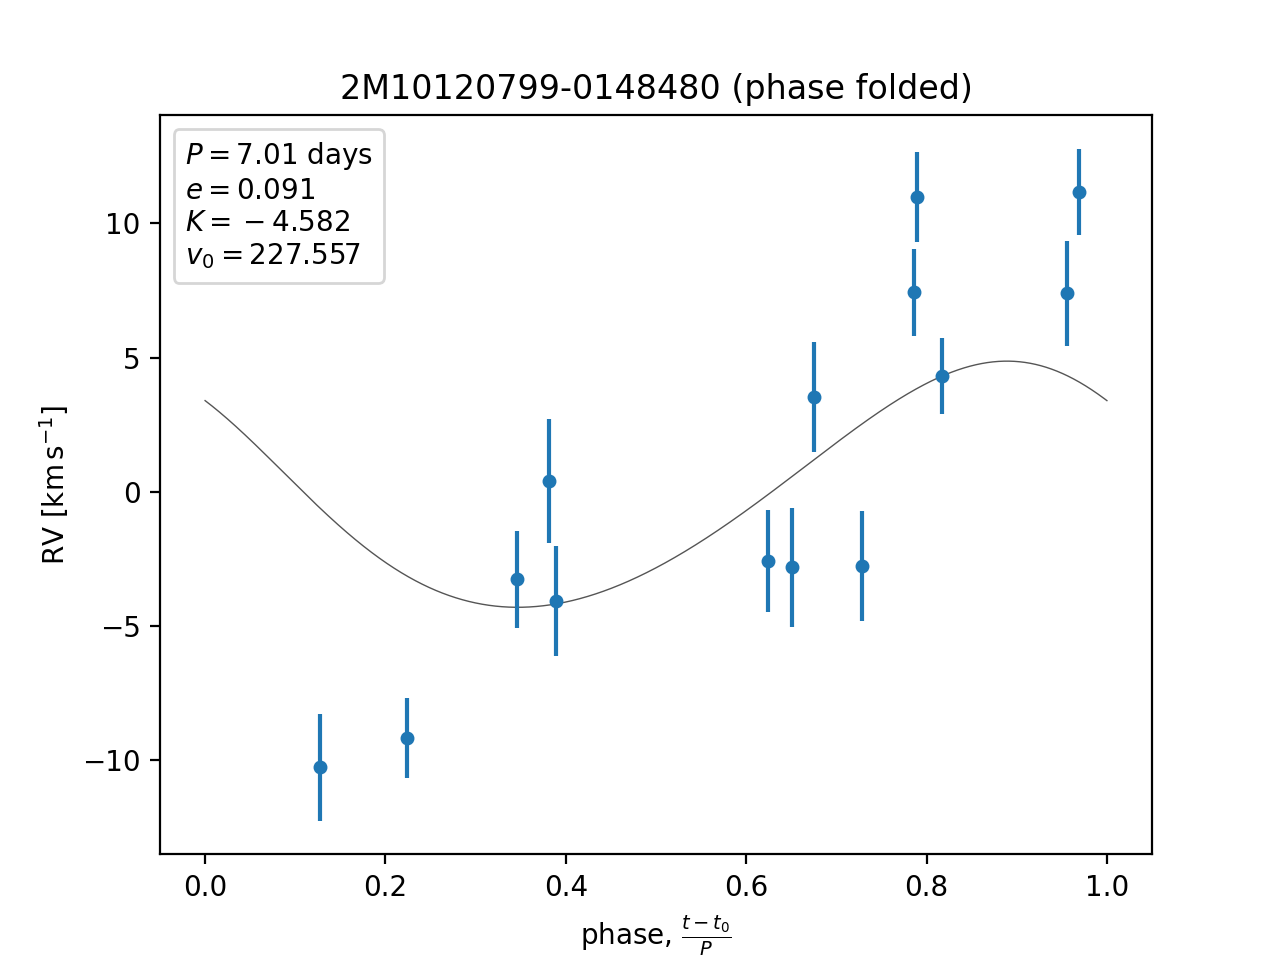 2M10120799-0148480 (phase folded)
P = 7.01 days
e = 0.091
K = −4.582
v₀ = 227.557
10
5
0
−5
−10
RV [km s⁻¹]
0.0 0.2 0.4 0.6 0.8 1.0
phase, (t − t₀)/P